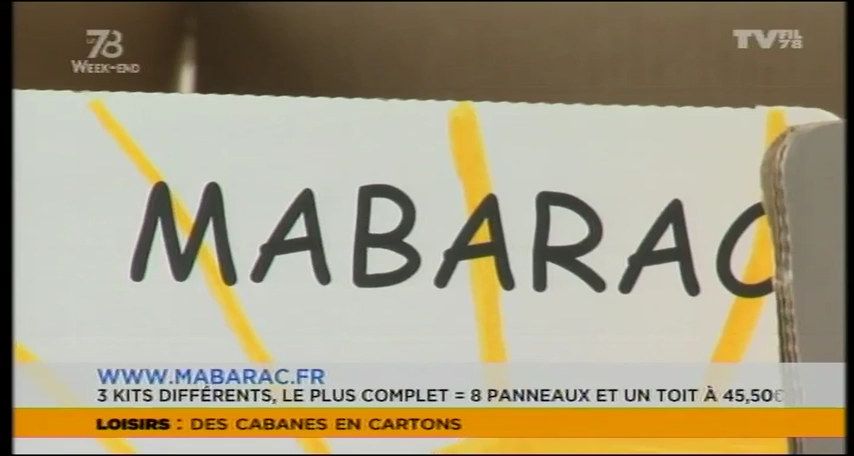 LE 78
WEEK-END
TV FIL 78
MABARAC
WWW.MABARAC.FR
3 KITS DIFFÉRENTS, LE PLUS COMPLET = 8 PANNEAUX ET UN TOIT À 45,50€
LOISIRS : DES CABANES EN CARTONS